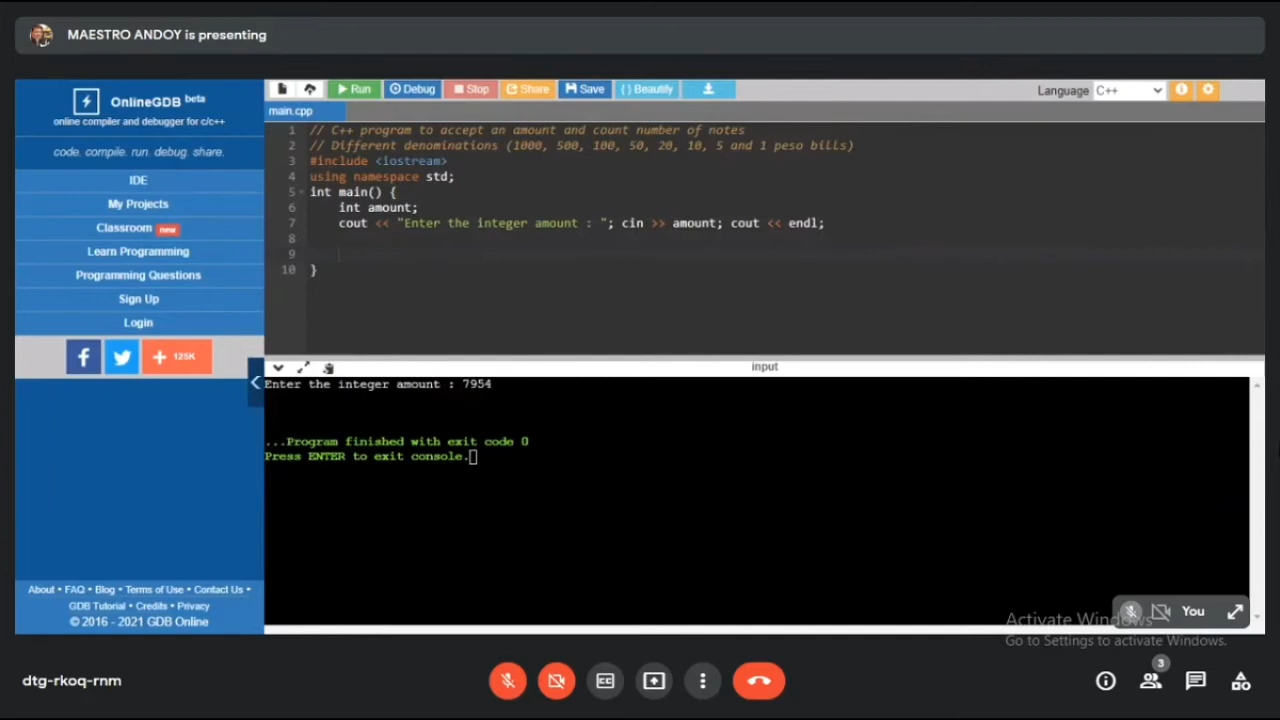 MAESTRO ANDOY is presenting
OnlineGDB beta
online compiler and debugger for c/c++
code. compile. run. debug. share.
IDE
My Projects
Classroom new
Learn Programming
Programming Questions
Sign Up
Login
f
+ 125K
About • FAQ • Blog • Terms of Use • Contact Us •
GDB Tutorial • Credits • Privacy
© 2016 - 2021 GDB Online
Run Debug Stop Share Save {} Beautify
Language C++
main.cpp
1 // C++ program to accept an amount and count number of notes
2 // Different denominations (1000, 500, 100, 50, 20, 10, 5 and 1 peso bills)
3 #include <iostream>
4 using namespace std;
5 int main() {
6 int amount;
7 cout << "Enter the integer amount : "; cin >> amount; cout << endl;
8
9
10 }
input
Enter the integer amount : 7954
...Program finished with exit code 0
Press ENTER to exit console.
You
Activate Windows
Go to Settings to activate Windows.
dtg-rkoq-rnm
CC
3